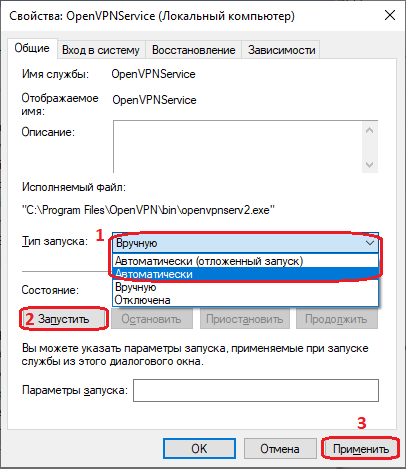 Свойства: OpenVPNService (Локальный компьютер)
Общие Вход в систему Восстановление Зависимости
Имя службы: OpenVPNService
Отображаемое имя: OpenVPNService
Описание:
Исполняемый файл:
"C:\Program Files\OpenVPN\bin\openvpnserv2.exe"
1
Тип запуска: Вручную
Автоматически (отложенный запуск)
Автоматически
Вручную
Отключена
Состояние:
2 Запустить Остановить Приостановить Продолжить
Вы можете указать параметры запуска, применяемые при запуске
службы из этого диалогового окна.
Параметры запуска:
3
OK Отмена Применить